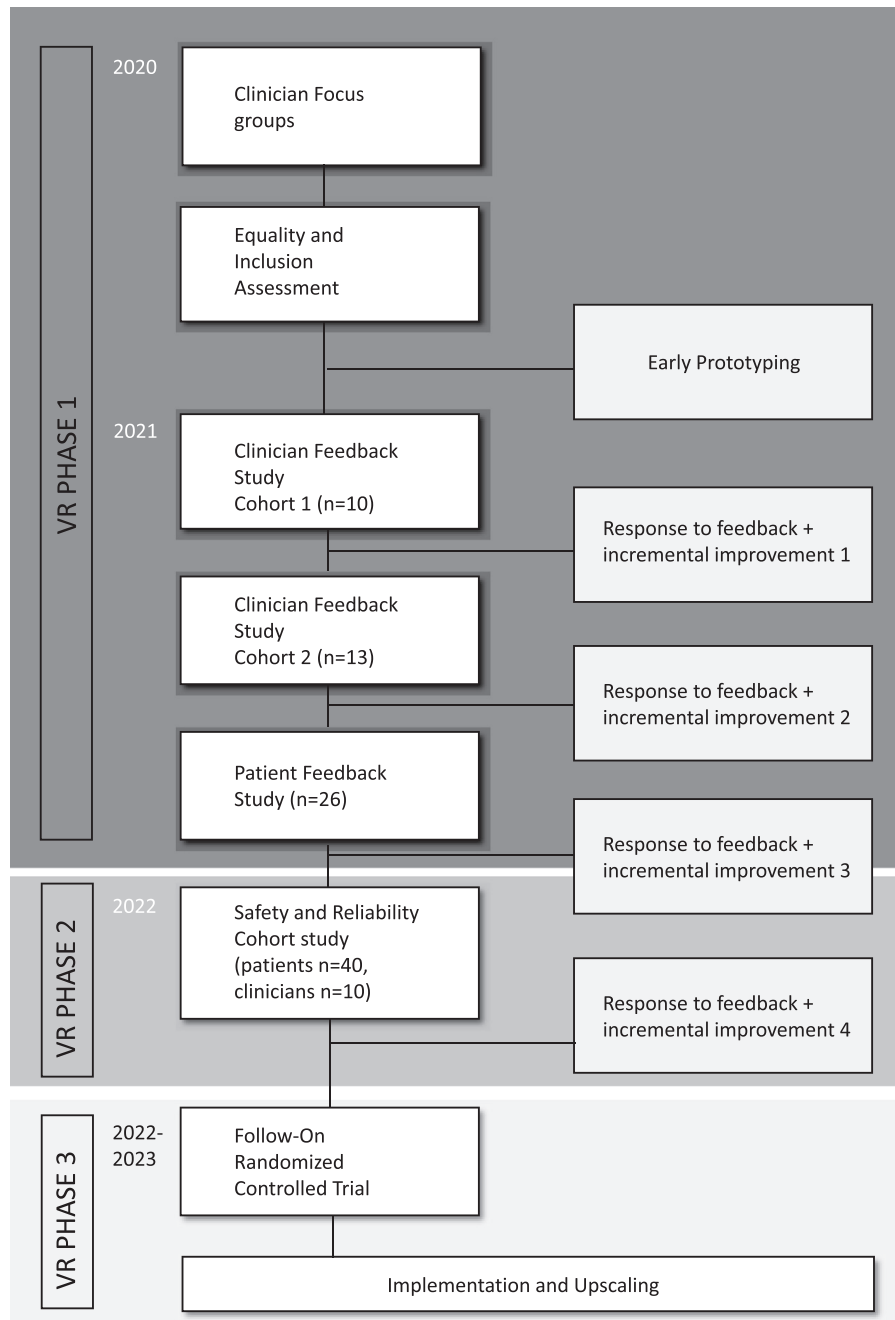 VR PHASE 1
2020
Clinician Focus
groups
Equality and
Inclusion
Assessment
Early Prototyping
2021
Clinician Feedback
Study
Cohort 1 (n=10)
Response to feedback +
incremental improvement 1
Clinician Feedback
Study
Cohort 2 (n=13)
Response to feedback +
incremental improvement 2
Patient Feedback
Study (n=26)
Response to feedback +
incremental improvement 3
VR PHASE 2
2022
Safety and Reliability
Cohort study
(patients n=40,
clinicians n=10)
Response to feedback +
incremental improvement 4
VR PHASE 3
2022-
2023
Follow-On
Randomized
Controlled Trial
Implementation and Upscaling